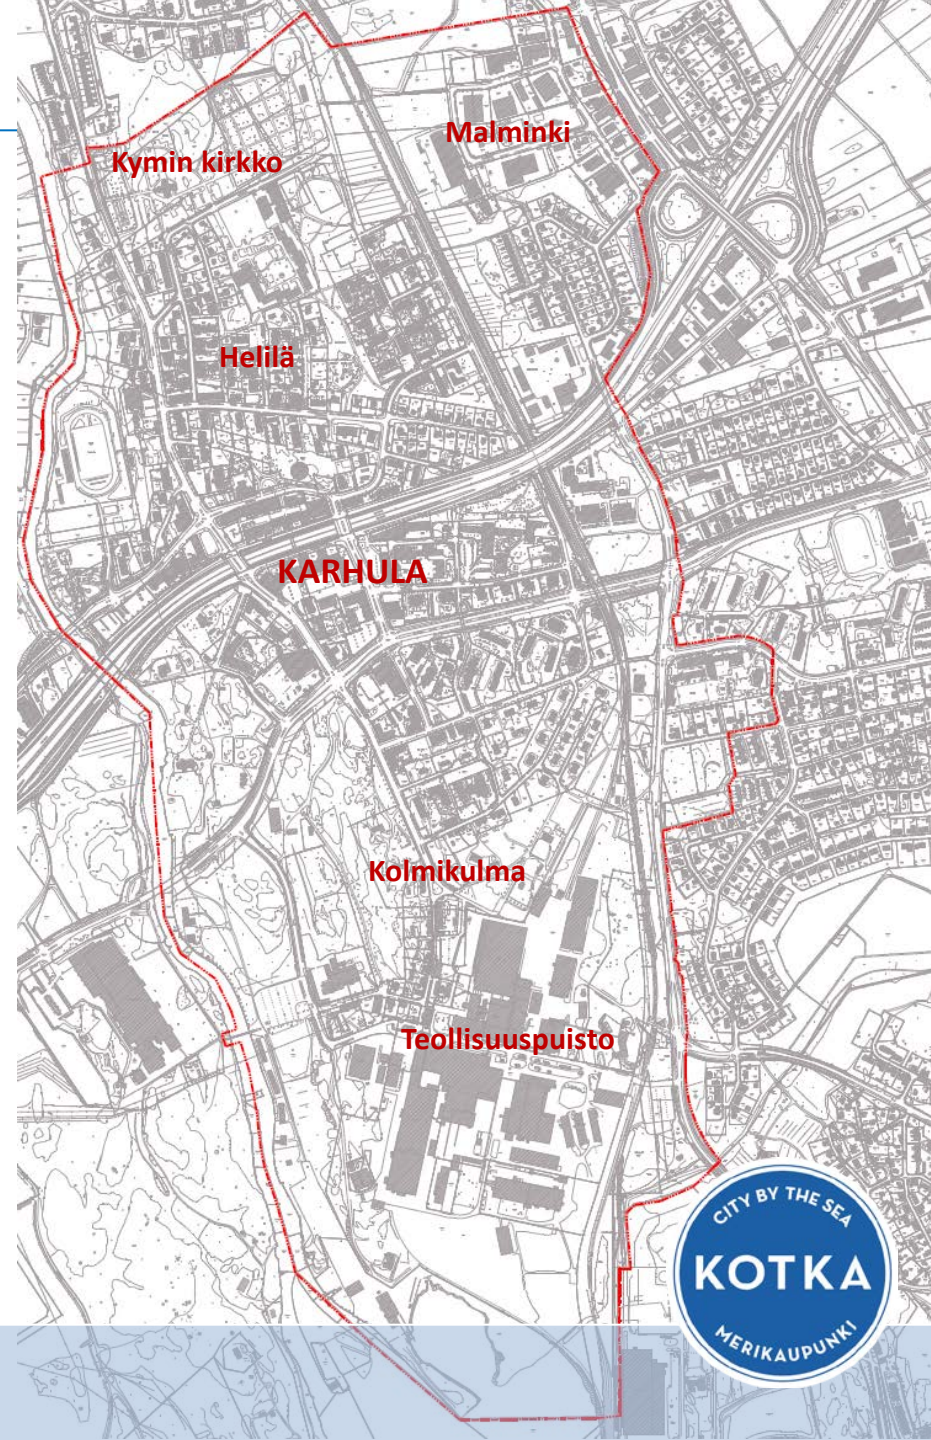 Malminki
Kymin kirkko
Helilä
KARHULA
Kolmikulma
Teollisuuspuisto
CITY BY THE SEA
KOTKA
MERIKAUPUNKI